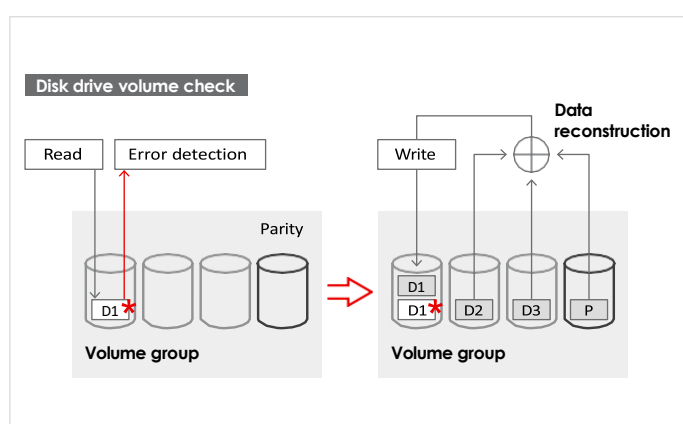 Disk drive volume check
Read
Error detection
Parity
D1*
Volume group
Data
reconstruction
Write
D1
D1*
D2
D3
P
Volume group